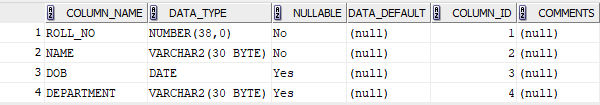 COLUMN_NAME DATA_TYPE NULLABLE DATA_DEFAULT COLUMN_ID COMMENTS
1 ROLL_NO NUMBER(38,0) No (null) 1 (null)
2 NAME VARCHAR2(30 BYTE) No (null) 2 (null)
3 DOB DATE Yes (null) 3 (null)
4 DEPARTMENT VARCHAR2(30 BYTE) Yes (null) 4 (null)